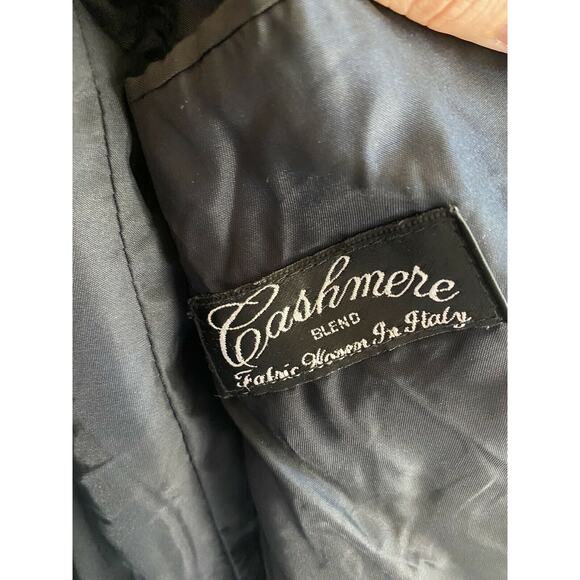 Cashmere
BLEND
Fabric Woven In Italy